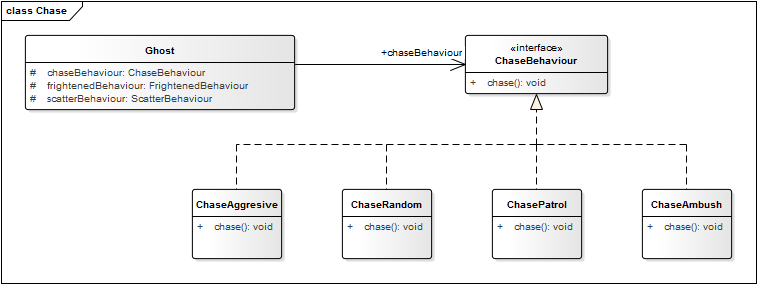 class Chase
Ghost
# chaseBehaviour: ChaseBehaviour
# frightenedBehaviour: FrightenedBehaviour
# scatterBehaviour: ScatterBehaviour
+chaseBehaviour
«interface»
ChaseBehaviour
+ chase(): void
ChaseAggresive
+ chase(): void
ChaseRandom
+ chase(): void
ChasePatrol
+ chase(): void
ChaseAmbush
+ chase(): void